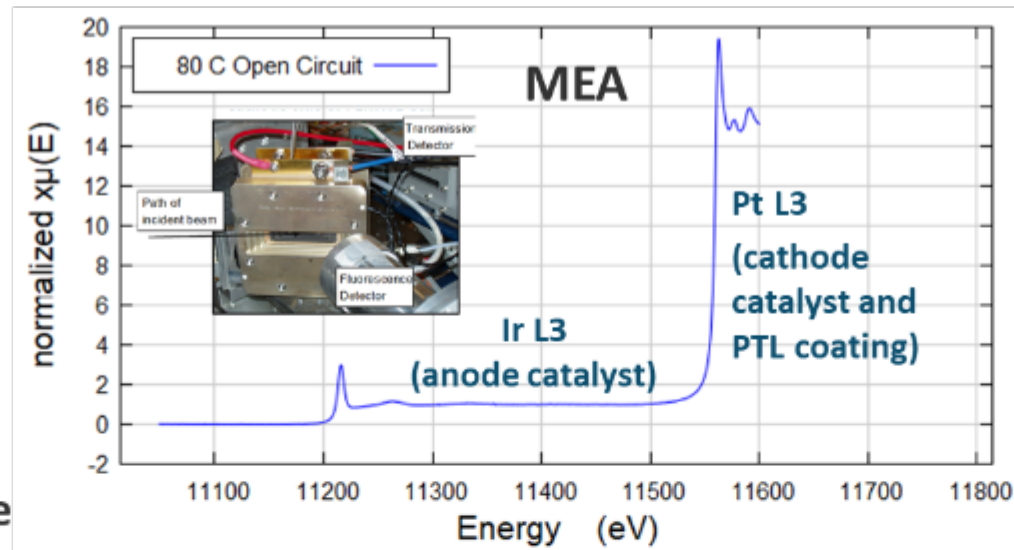 20
18
16
14
12
10
8
6
4
2
0
-2
normalized xμ(E)
80 C Open Circuit
MEA
Transmission
Detector
Path of
incident beam
Fluorescence
Detector
Ir L3
(anode catalyst)
Pt L3
(cathode
catalyst and
PTL coating)
11100 11200 11300 11400 11500 11600 11700 11800
Energy (eV)
e